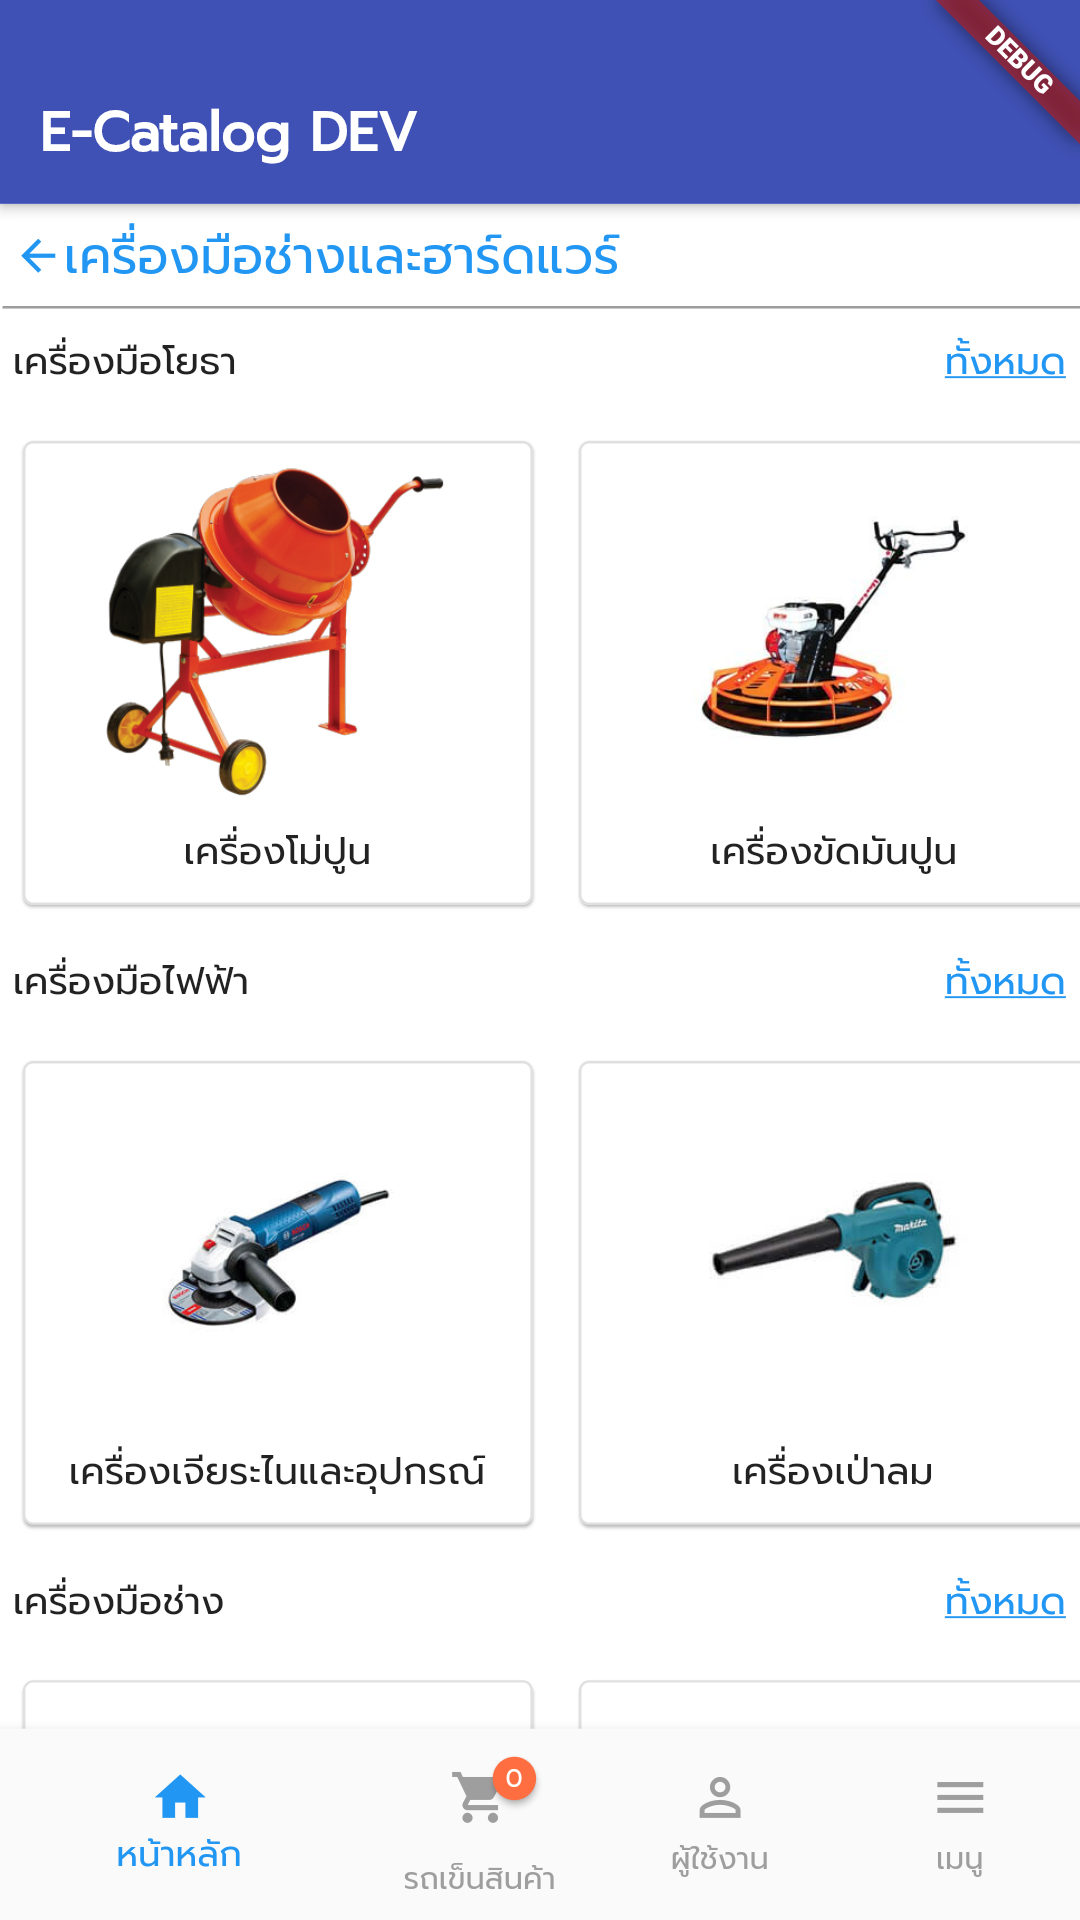 DEBUG
E-Catalog DEV
เครื่องมือช่างและฮาร์ดแวร์
เครื่องมือโยธา ทั้งหมด
เครื่องโม่ปูน เครื่องขัดมันปูน
เครื่องมือไฟฟ้า ทั้งหมด
makita
เครื่องเจียระไนและอุปกรณ์ เครื่องเป่าลม
เครื่องมือช่าง ทั้งหมด
0
หน้าหลัก รถเข็นสินค้า ผู้ใช้งาน เมนู